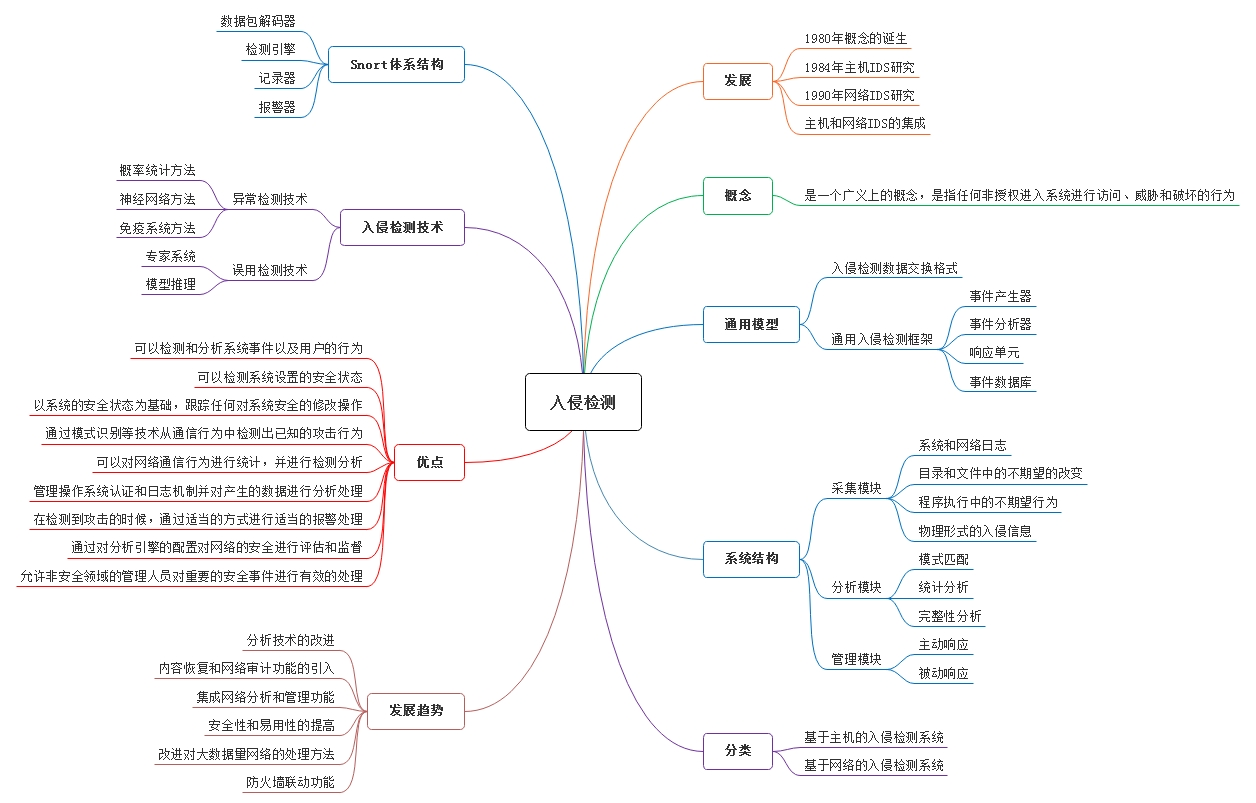 入侵检测
发展
1980年概念的诞生
1984年主机IDS研究
1990年网络IDS研究
主机和网络IDS的集成
概念
是一个广义上的概念，是指任何非授权进入系统进行访问、威胁和破坏的行为
通用模型
入侵检测数据交换格式
通用入侵检测框架
事件产生器
事件分析器
响应单元
事件数据库
系统结构
采集模块
系统和网络日志
目录和文件中的不期望的改变
程序执行中的不期望行为
物理形式的入侵信息
分析模块
模式匹配
统计分析
完整性分析
管理模块
主动响应
被动响应
分类
基于主机的入侵检测系统
基于网络的入侵检测系统
Snort体系结构
数据包解码器
检测引擎
记录器
报警器
入侵检测技术
异常检测技术
概率统计方法
神经网络方法
免疫系统方法
误用检测技术
专家系统
模型推理
优点
可以检测和分析系统事件以及用户的行为
可以检测系统设置的安全状态
以系统的安全状态为基础，跟踪任何对系统安全的修改操作
通过模式识别等技术从通信行为中检测出已知的攻击行为
可以对网络通信行为进行统计，并进行检测分析
管理操作系统认证和日志机制并对产生的数据进行分析处理
在检测到攻击的时候，通过适当的方式进行适当的报警处理
通过对分析引擎的配置对网络的安全进行评估和监督
允许非安全领域的管理人员对重要的安全事件进行有效的处理
发展趋势
分析技术的改进
内容恢复和网络审计功能的引入
集成网络分析和管理功能
安全性和易用性的提高
改进对大数据量网络的处理方法
防火墙联动功能